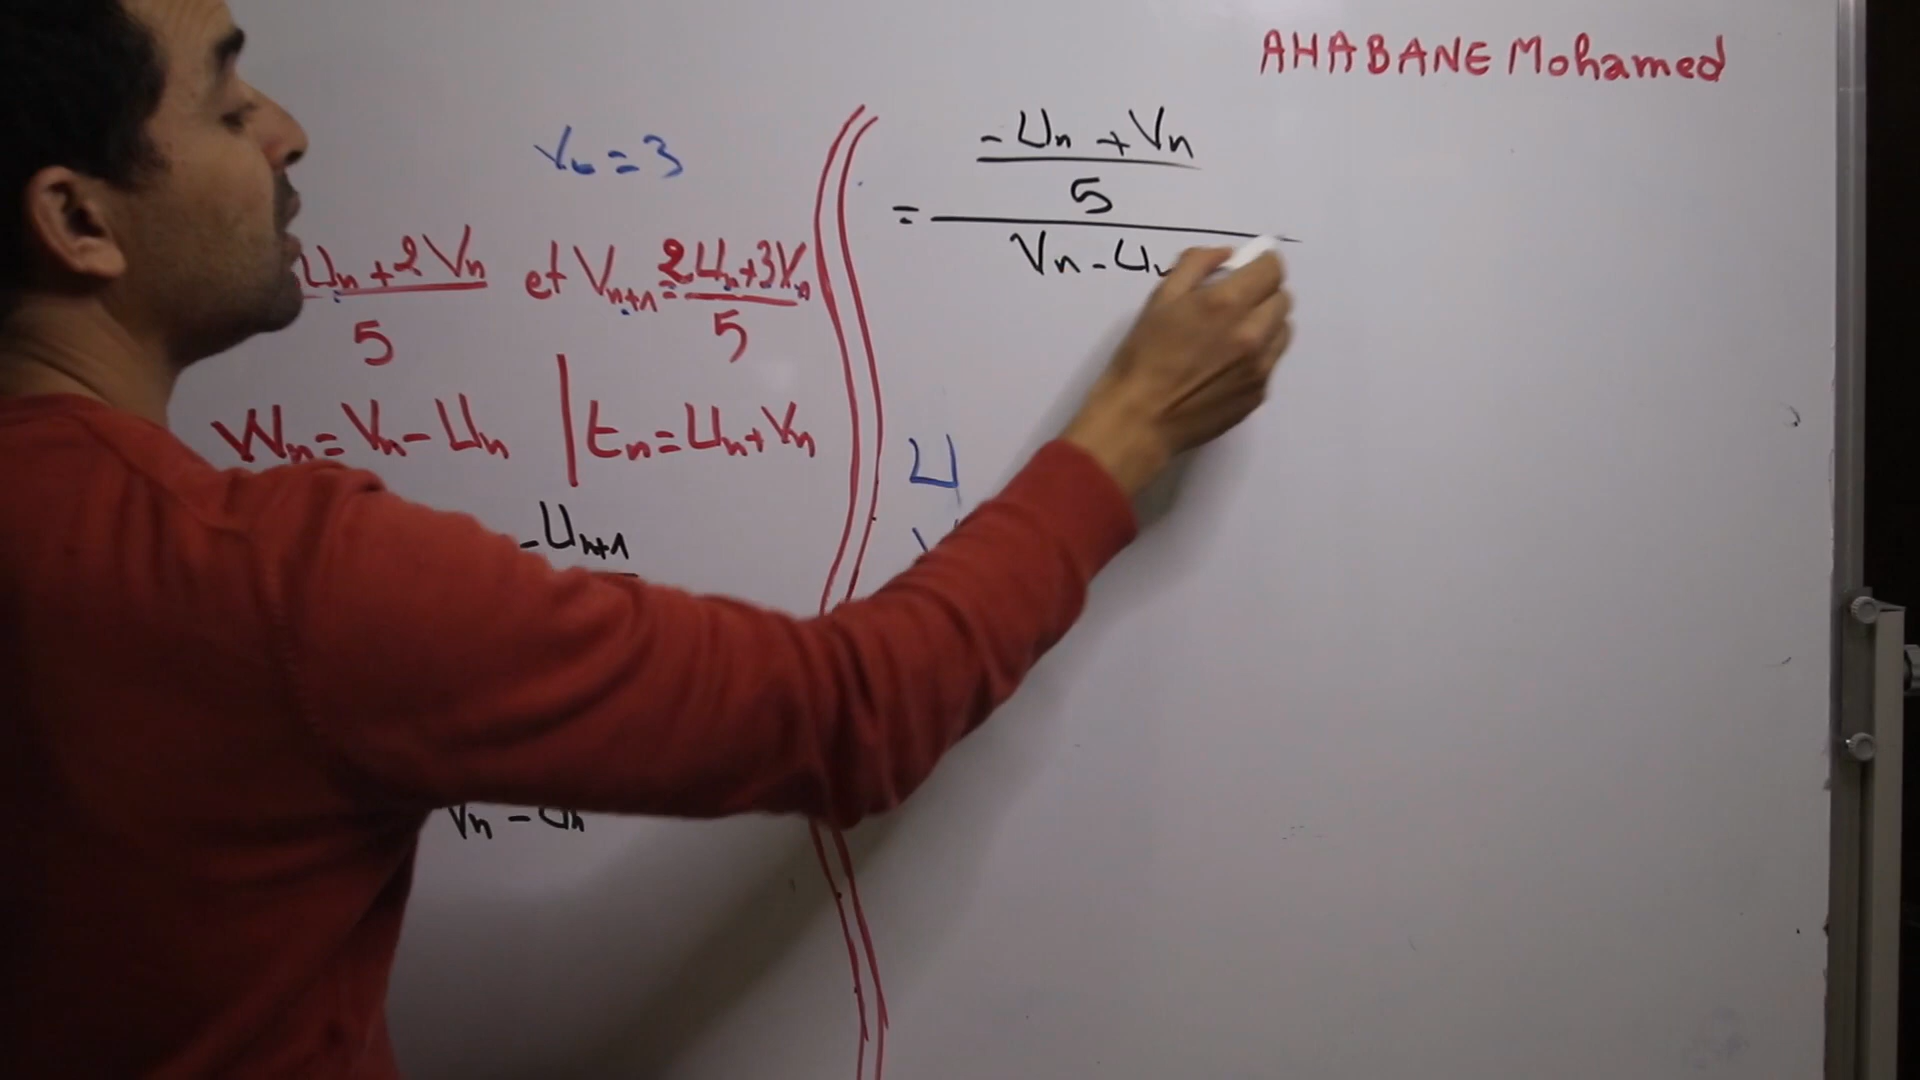 AHABANE Mohamed
V₀ = 3
Uₙ + 2Vₙ / 5 et Vₙ₊₁ = 2Uₙ + 3Vₙ / 5
Wₙ = Vₙ - Uₙ | tₙ = Uₙ + Vₙ
- Uₙ₊₁
Vₙ - Uₙ
= (-Uₙ + Vₙ / 5) / Vₙ - Uₙ
U